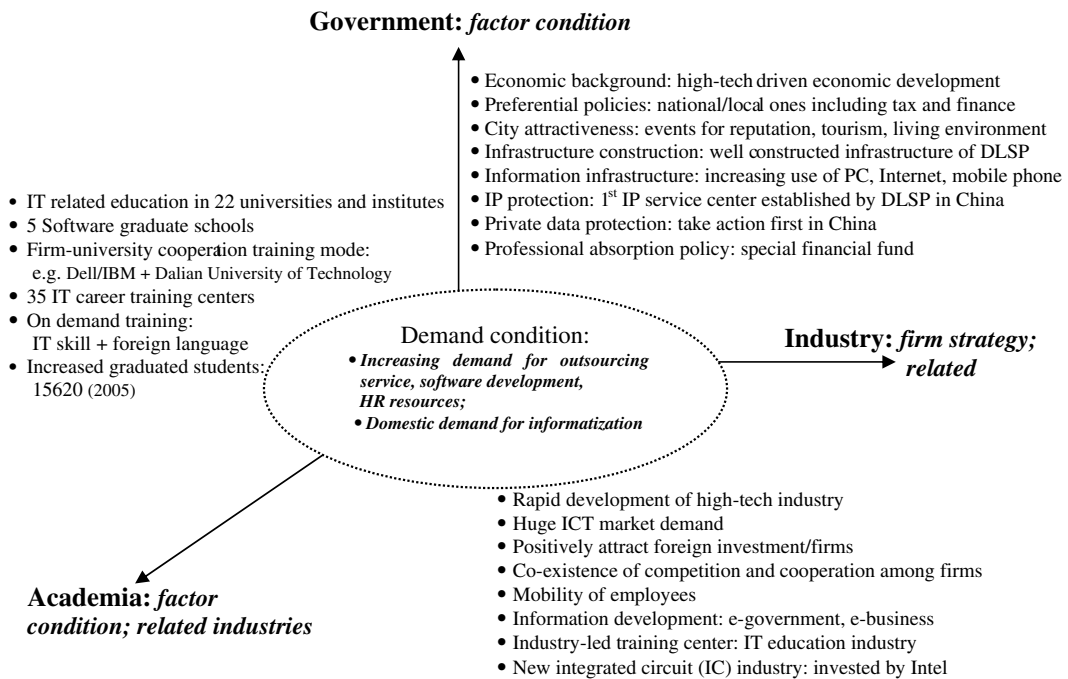 Government: factor condition
• Economic background: high-tech driven economic development
• Preferential policies: national/local ones including tax and finance
• City attractiveness: events for reputation, tourism, living environment
• Infrastructure construction: well constructed infrastructure of DLSP
• Information infrastructure: increasing use of PC, Internet, mobile phone
• IP protection: 1st IP service center established by DLSP in China
• Private data protection: take action first in China
• Professional absorption policy: special financial fund
• IT related education in 22 universities and institutes
• 5 Software graduate schools
• Firm-university cooperation training mode:
e.g. Dell/IBM + Dalian University of Technology
• 35 IT career training centers
• On demand training:
IT skill + foreign language
• Increased graduated students:
15620 (2005)
Demand condition:
• Increasing demand for outsourcing
service, software development,
HR resources;
• Domestic demand for informatization
Industry: firm strategy;
related
Academia: factor
condition; related industries
• Rapid development of high-tech industry
• Huge ICT market demand
• Positively attract foreign investment/firms
• Co-existence of competition and cooperation among firms
• Mobility of employees
• Information development: e-government, e-business
• Industry-led training center: IT education industry
• New integrated circuit (IC) industry: invested by Intel